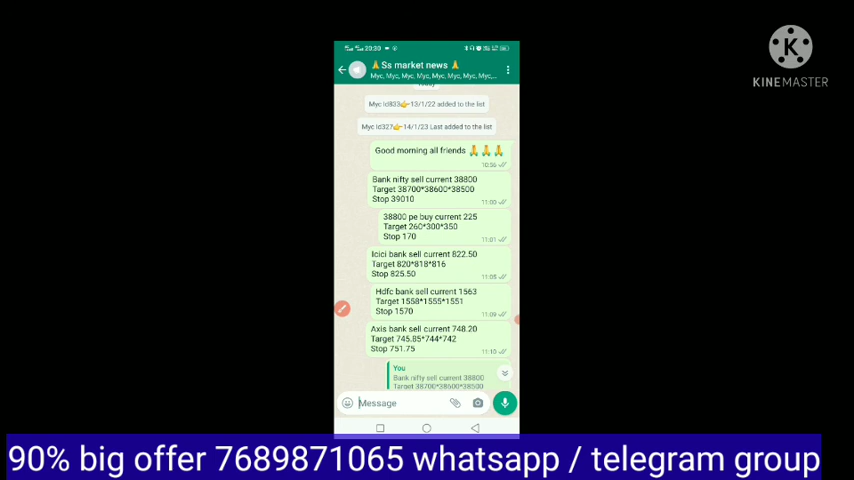 KINEMASTER
20:30
🙏Ss market news 🙏
Myc, Myc, Myc, Myc, Myc, Myc, Myc,...
Myc id833👉13/1/22 added to the list
Myc id327👉14/1/23 Last added to the list
Good morning all friends 🙏🙏🙏
10:56
Bank nifty sell current 38800
Target 38700*38600*38500
Stop 39010
11:00
38800 pe buy current 225
Target 260*300*350
Stop 170
11:01
Icici bank sell current 822.50
Target 820*818*816
Stop 825.50
11:05
Hdfc bank sell current 1563
Target 1558*1555*1551
Stop 1570
11:09
Axis bank sell current 748.20
Target 745.85*744*742
Stop 751.75
11:10
You
Bank nifty sell current 38800
Target 38700*38600*38500
Message
90% big offer 7689871065 whatsapp / telegram group